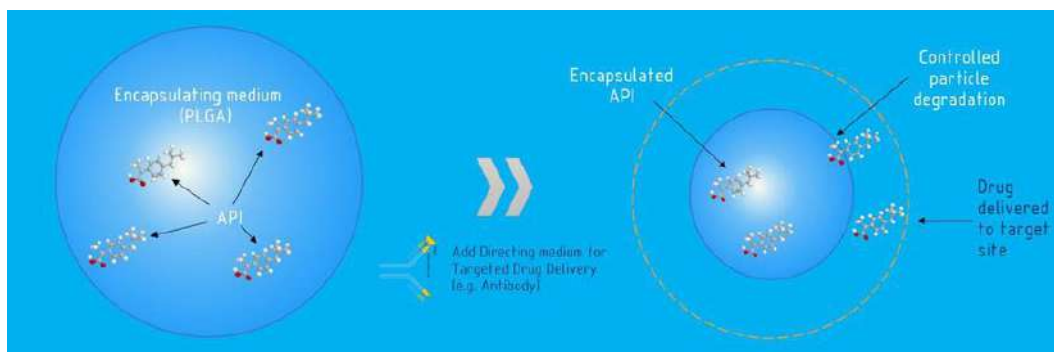 Encapsulating medium
(PLGA)
API
Add Directing medium for
Targeted Drug Delivery
(e.g. Antibody)
Encapsulated
API
Controlled
particle
degradation
Drug
delivered
to target
site